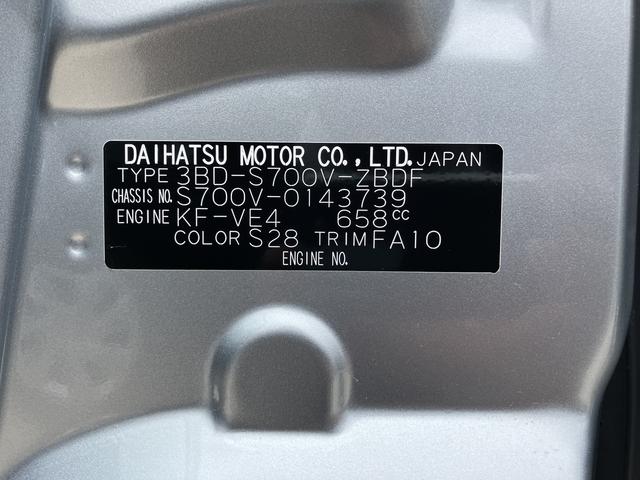 DAIHATSU MOTOR CO.,LTD. JAPAN
TYPE 3BD-S700V-ZBDF
CHASSIS NO. S700V-0143739
ENGINE KF-VE4 658cc
COLOR S28 TRIM FA10
ENGINE NO.